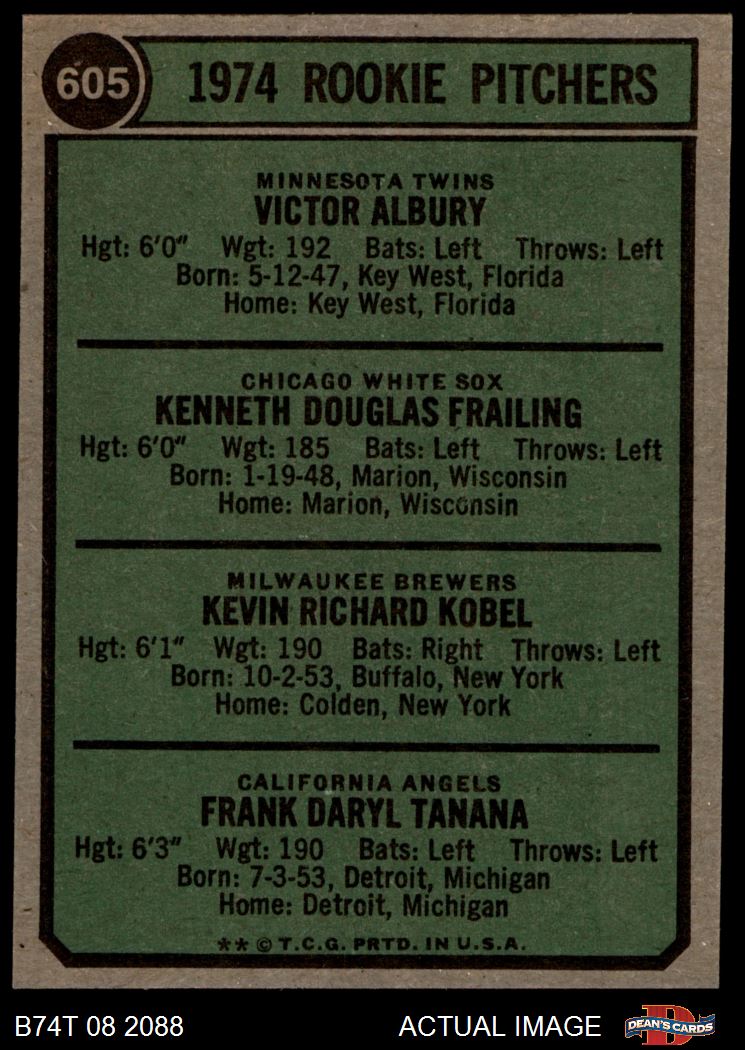 605
1974 ROOKIE PITCHERS
MINNESOTA TWINS
VICTOR ALBURY
Hgt: 6'0" Wgt: 192 Bats: Left Throws: Left
Born: 5-12-47, Key West, Florida
Home: Key West, Florida
CHICAGO WHITE SOX
KENNETH DOUGLAS FRAILING
Hgt: 6'0" Wgt: 185 Bats: Left Throws: Left
Born: 1-19-48, Marion, Wisconsin
Home: Marion, Wisconsin
MILWAUKEE BREWERS
KEVIN RICHARD KOBEL
Hgt: 6'1" Wgt: 190 Bats: Right Throws: Left
Born: 10-2-53, Buffalo, New York
Home: Colden, New York
CALIFORNIA ANGELS
FRANK DARYL TANANA
Hgt: 6'3" Wgt: 190 Bats: Left Throws: Left
Born: 7-3-53, Detroit, Michigan
Home: Detroit, Michigan
** © T.C.G. PRTD. IN U.S.A.
B74T 08 2088 ACTUAL IMAGE
D
DEAN'S CARDS